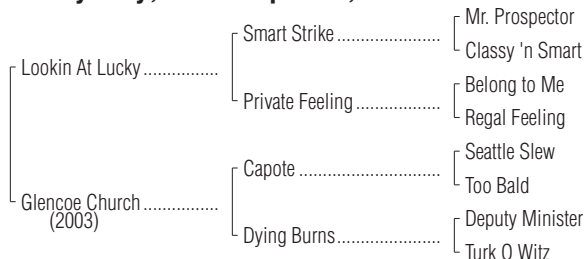 Mr. Prospector
Smart Strike ....................
Classy 'n Smart
Lookin At Lucky ................
Belong to Me
Private Feeling ..................
Regal Feeling
Seattle Slew
Capote ............................
Too Bald
Glencoe Church ................
(2003)
Deputy Minister
Dying Burns......................
Turk O Witz